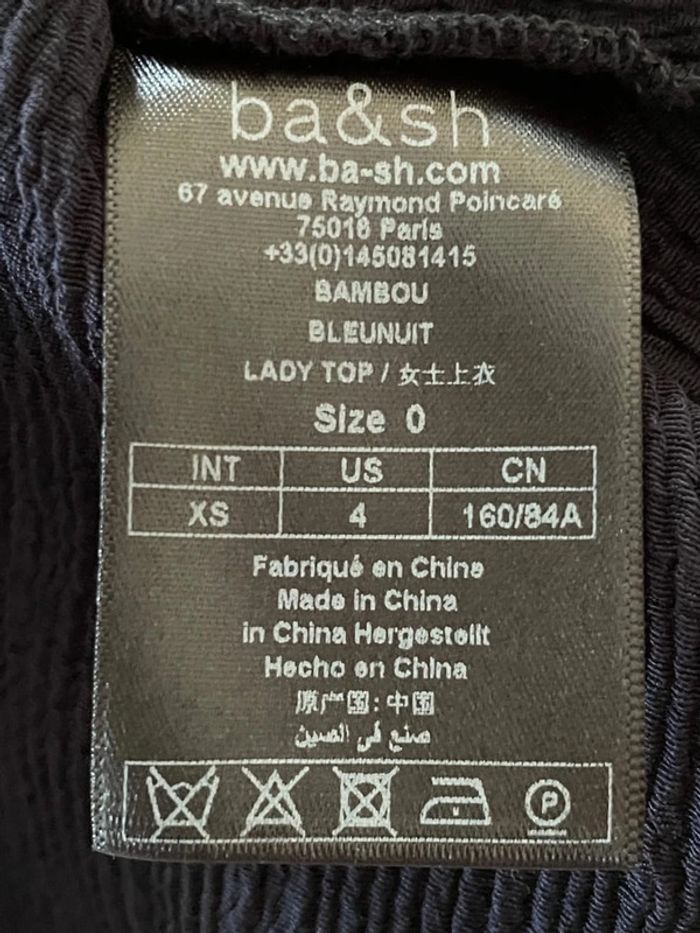 ba&sh
www.ba-sh.com
67 avenue Raymond Poincaré
75016 Paris
+33(0)145081415
BAMBOU
BLEUNUIT
LADY TOP / 女士上衣
Size 0
INT US CN
XS 4 160/84A
Fabriqué en Chine
Made in China
in China Hergestellt
Hecho en China
原产国: 中国
صنع في الصين
P